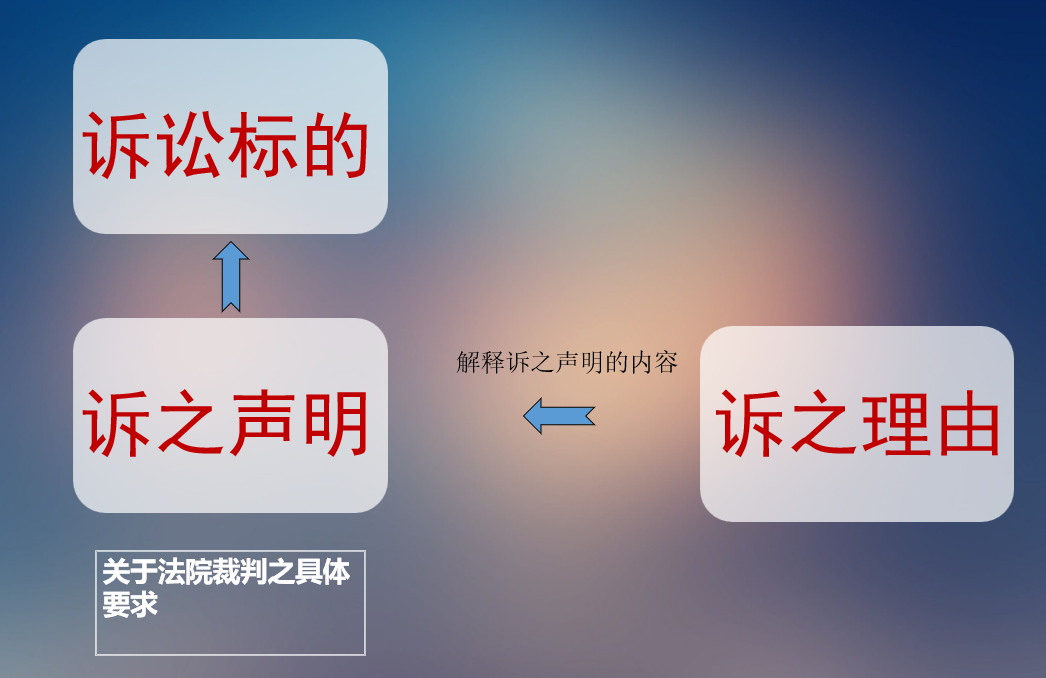 诉讼标的
解释诉之声明的内容
诉之声明
诉之理由
关于法院裁判之具体
要求